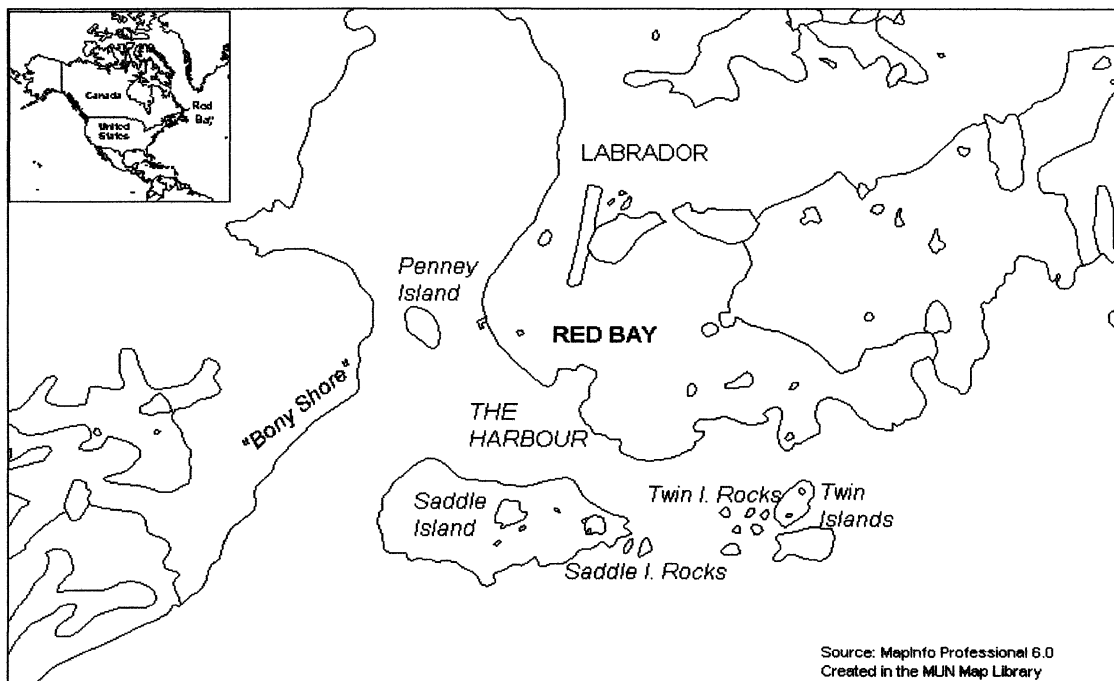 Canada
Red
Bay
United
States
LABRADOR
Penney
Island
RED BAY
"Bony Shore"
THE
HARBOUR
Saddle
Island
Twin I. Rocks
Twin
Islands
Saddle I. Rocks
Source: MapInfo Professional 6.0
Created in the MUN Map Library